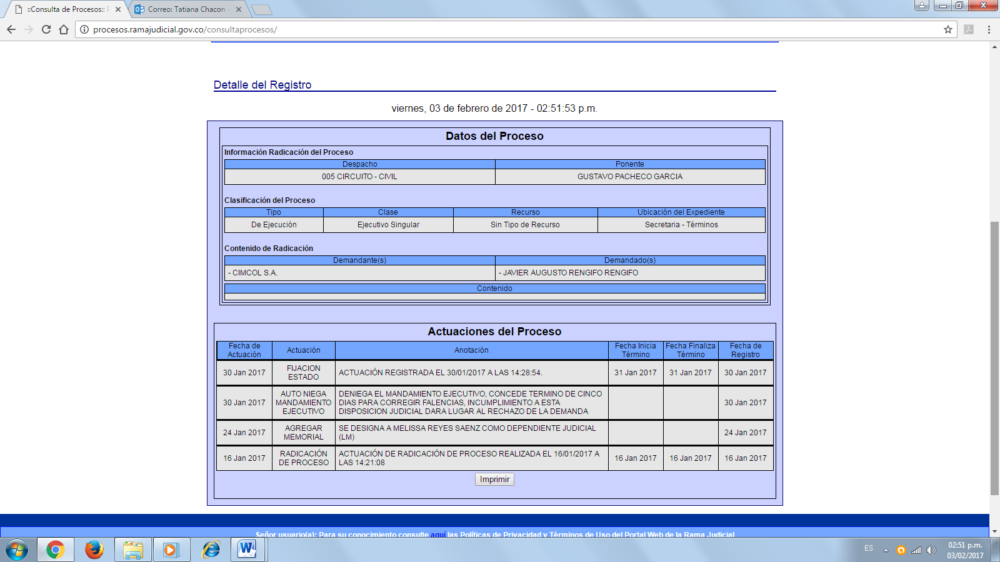 ::Consulta de Procesos::
Correo: Tatiana Chacon -
procesos.ramajudicial.gov.co/consultaprocesos/
Detalle del Registro
viernes, 03 de febrero de 2017 - 02:51:53 p.m.
Datos del Proceso
Información Radicación del Proceso
Despacho Ponente
005 CIRCUITO - CIVIL GUSTAVO PACHECO GARCIA
Clasificación del Proceso
Tipo Clase Recurso Ubicación del Expediente
De Ejecución Ejecutivo Singular Sin Tipo de Recurso Secretaria - Términos
Contenido de Radicación
Demandante(s) Demandado(s)
- CIMCOL S.A. - JAVIER AUGUSTO RENGIFO RENGIFO
Contenido
Actuaciones del Proceso
Fecha de Actuación Actuación Anotación Fecha Inicia Término Fecha Finaliza Término Fecha de Registro
30 Jan 2017 FIJACION ESTADO ACTUACIÓN REGISTRADA EL 30/01/2017 A LAS 14:28:54. 31 Jan 2017 31 Jan 2017 30 Jan 2017
30 Jan 2017 AUTO NIEGA MANDAMIENTO EJECUTIVO DENIEGA EL MANDAMIENTO EJECUTIVO, CONCEDE TERMINO DE CINCO
DIAS PARA CORREGIR FALENCIAS, INCUMPLIMIENTO A ESTA
DISPOSICION JUDICIAL DARA LUGAR AL RECHAZO DE LA DEMANDA 30 Jan 2017
24 Jan 2017 AGREGAR MEMORIAL SE DESIGNA A MELISSA REYES SAENZ COMO DEPENDIENTE JUDICIAL
(LM) 24 Jan 2017
16 Jan 2017 RADICACIÓN DE PROCESO ACTUACIÓN DE RADICACIÓN DE PROCESO REALIZADA EL 16/01/2017 A
LAS 14:21:08 16 Jan 2017 16 Jan 2017 16 Jan 2017
Imprimir
Señor usuario(a): Para su conocimiento consulte aquí las Políticas de Privacidad y Términos de Uso del Portal Web de la Rama Judicial
ES
02:51 p.m.
03/02/2017